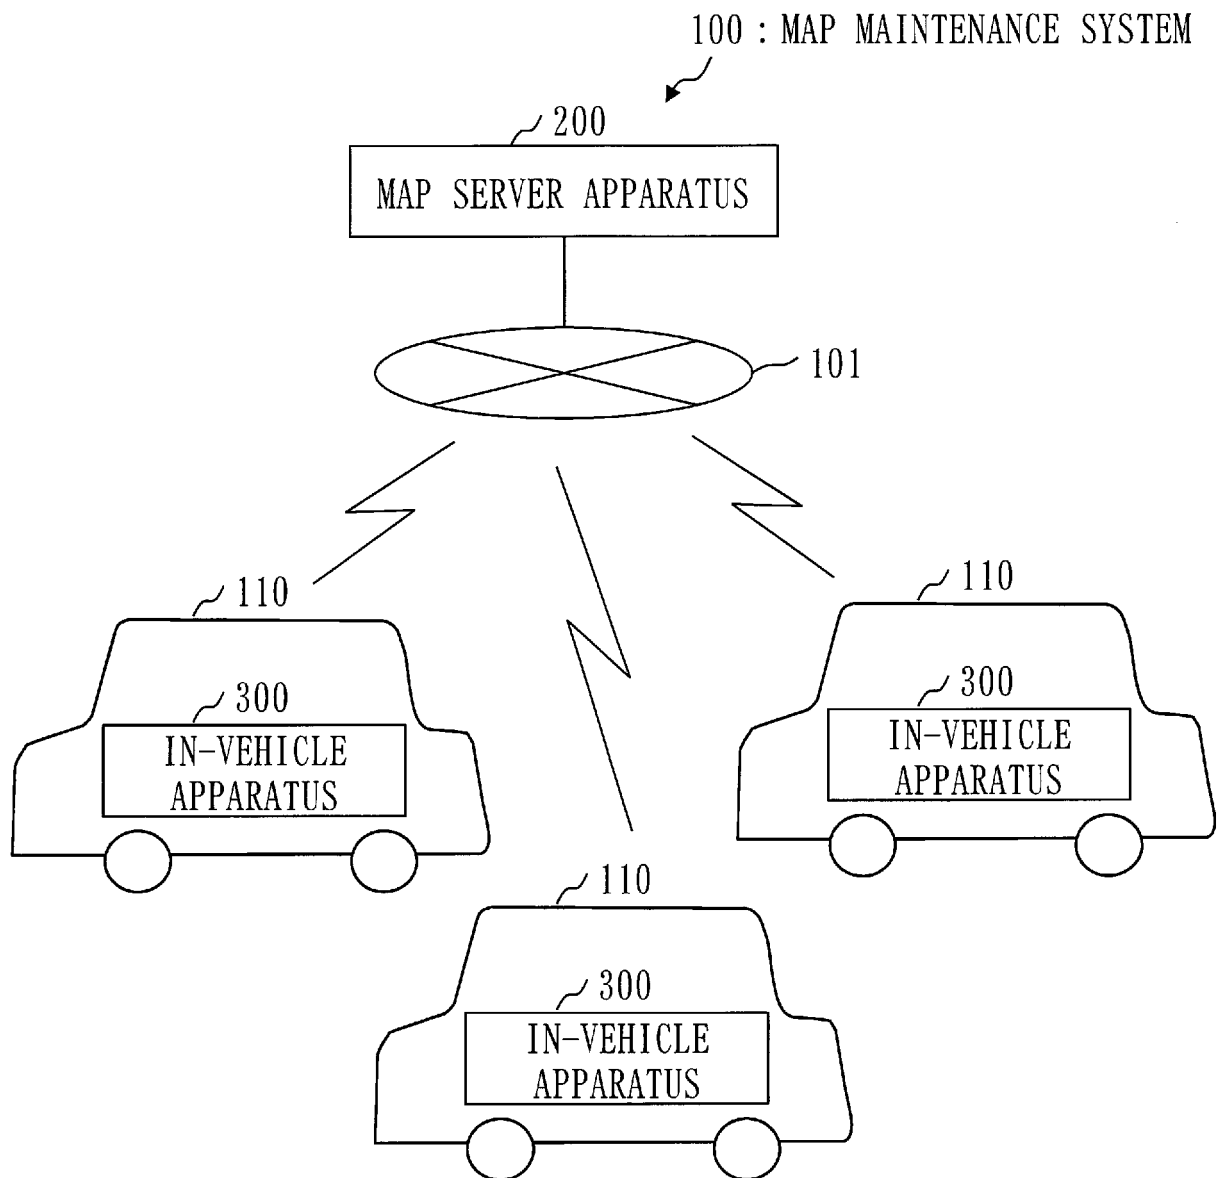 100 : MAP MAINTENANCE SYSTEM
200
MAP SERVER APPARATUS
101
110
300
IN-VEHICLE
APPARATUS
110
300
IN-VEHICLE
APPARATUS
110
300
IN-VEHICLE
APPARATUS